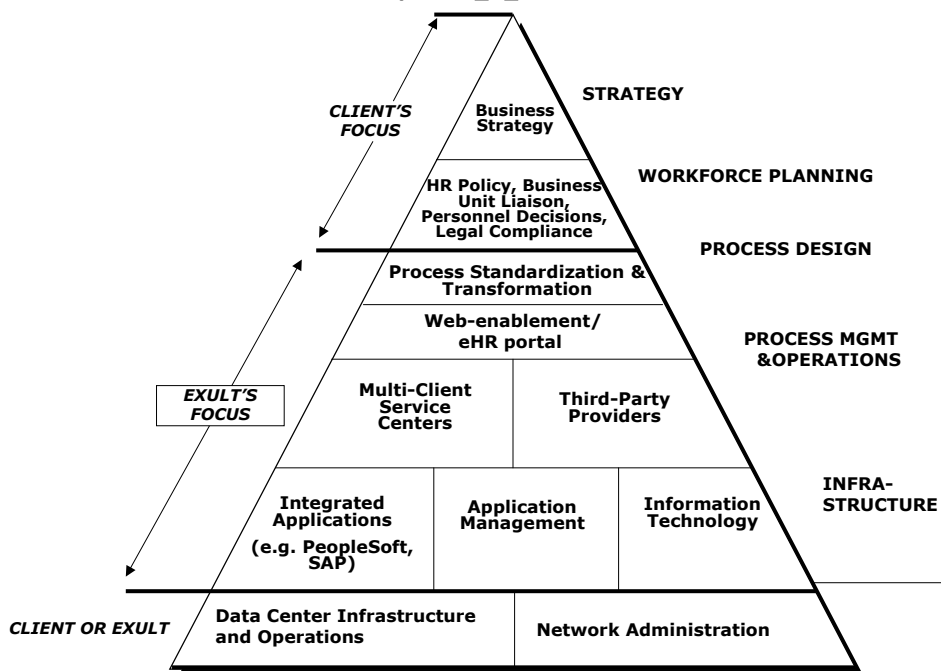 STRATEGY
CLIENT'S
FOCUS
Business
Strategy
WORKFORCE PLANNING
HR Policy, Business
Unit Liaison,
Personnel Decisions,
Legal Compliance
PROCESS DESIGN
Process Standardization &
Transformation
Web-enablement/
eHR portal
PROCESS MGMT
&OPERATIONS
EXULT'S
FOCUS
Multi-Client
Service
Centers
Third-Party
Providers
INFRA-
STRUCTURE
Integrated
Applications
(e.g. PeopleSoft,
SAP)
Application
Management
Information
Technology
CLIENT OR EXULT
Data Center Infrastructure
and Operations
Network Administration